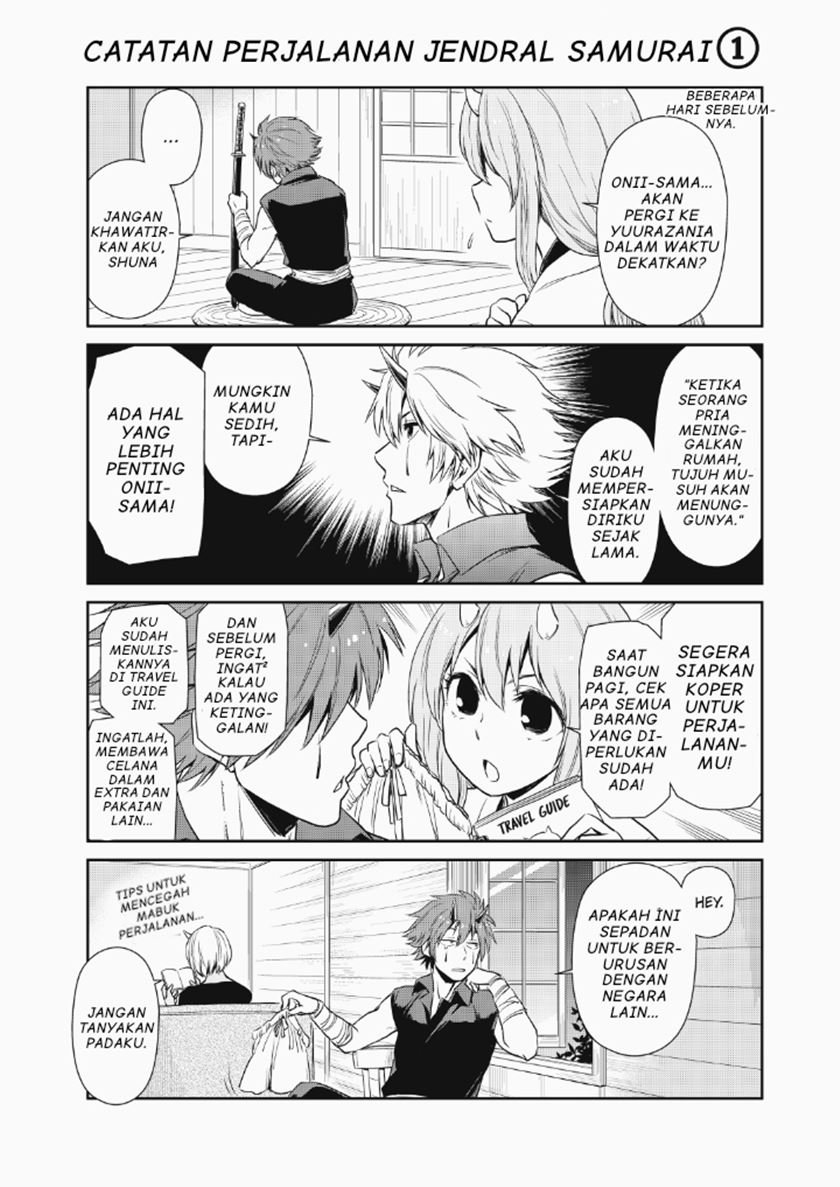 CATATAN PERJALANAN JENDRAL SAMURAI 1
BEBERAPA
HARI SEBELUM-
NYA.
ONII-SAMA...
AKAN
PERGI KE
YUURAZANIA
DALAM WAKTU
DEKATKAN?
...
JANGAN
KHAWATIR-
KAN AKU,
SHUNA
"KETIKA
SEORANG
PRIA
MENING-
GALKAN
RUMAH,
TUJUH MU-
SUH AKAN
MENUNG-
GUNYA."
AKU
SUDAH
MEMPER-
SIAPKAN
DIRIKU
SEJAK
LAMA.
MUNGKIN
KAMU
SEDIH,
TAPI-
ADA HAL
YANG
LEBIH
PENTING
ONII-
SAMA!
SEGERA
SIAPKAN
KOPER
UNTUK
PERJA-
LANAN-
MU!
SAAT
BANGUN
PAGI, CEK
APA SEMUA
BARANG
YANG DI-
PERLUKAN
SUDAH
ADA!
DAN
SEBELUM
PERGI,
INGAT²
KALAU
ADA YANG
KETING-
GALAN!
AKU
SUDAH
MENULIS-
KANNYA
DI TRAVEL
GUIDE
INI.
INGATLAH,
MEMBAWA
CELANA
DALAM
EXTRA DAN
PAKAIAN
LAIN...
TRAVEL GUIDE
HEY.
APAKAH INI
SEPADAN
UNTUK BER-
URUSAN
DENGAN
NEGARA
LAIN...
TIPS UNTUK
MENCEGAH
MABUK
PERJALANAN...
JANGAN
TANYAKAN
PADAKU.